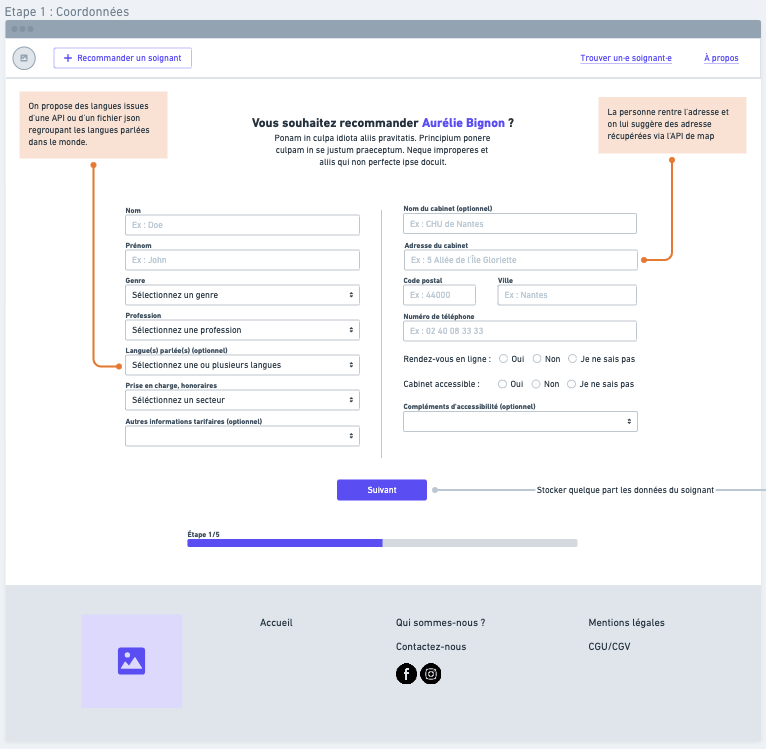 Etape 1 : Coordonnées
Recommander un soignant
Trouver un·e soignant·e
À propos
On propose des langues issues
d'une API ou d'un fichier json
regroupant les langues parlées
dans le monde.
Vous souhaitez recommander Aurélie Bignon ?
Ponam in culpa idiota aliis pravitatis. Principium ponere
culpam in se justum praeceptum. Neque improperes et
aliis qui non perfecte ipse docuit.
La personne rentre l'adresse et
on lui suggère des adresse
récupérées via l'API de map
Nom
Ex : Doe
Prénom
Ex : John
Genre
Sélectionnez un genre
Profession
Sélectionnez une profession
Langue(s) parlée(s) (optionnel)
Sélectionnez une ou plusieurs langues
Prise en charge, honoraires
Séléctionnez un secteur
Autres informations tarifaires (optionnel)
Nom du cabinet (optionnel)
Ex : CHU de Nantes
Adresse du cabinet
Ex : 5 Allée de l'Île Gloriette
Code postal
Ville
Ex : 44000
Ex : Nantes
Numéro de téléphone
Ex : 02 40 08 33 33
Rendez-vous en ligne : Oui Non Je ne sais pas
Cabinet accessible : Oui Non Je ne sais pas
Compléments d'accessibilité (optionnel)
Suivant
Stocker quelque part les données du soignant
Étape 1/5
Accueil
Qui sommes-nous ?
Contactez-nous
Mentions légales
CGU/CGV